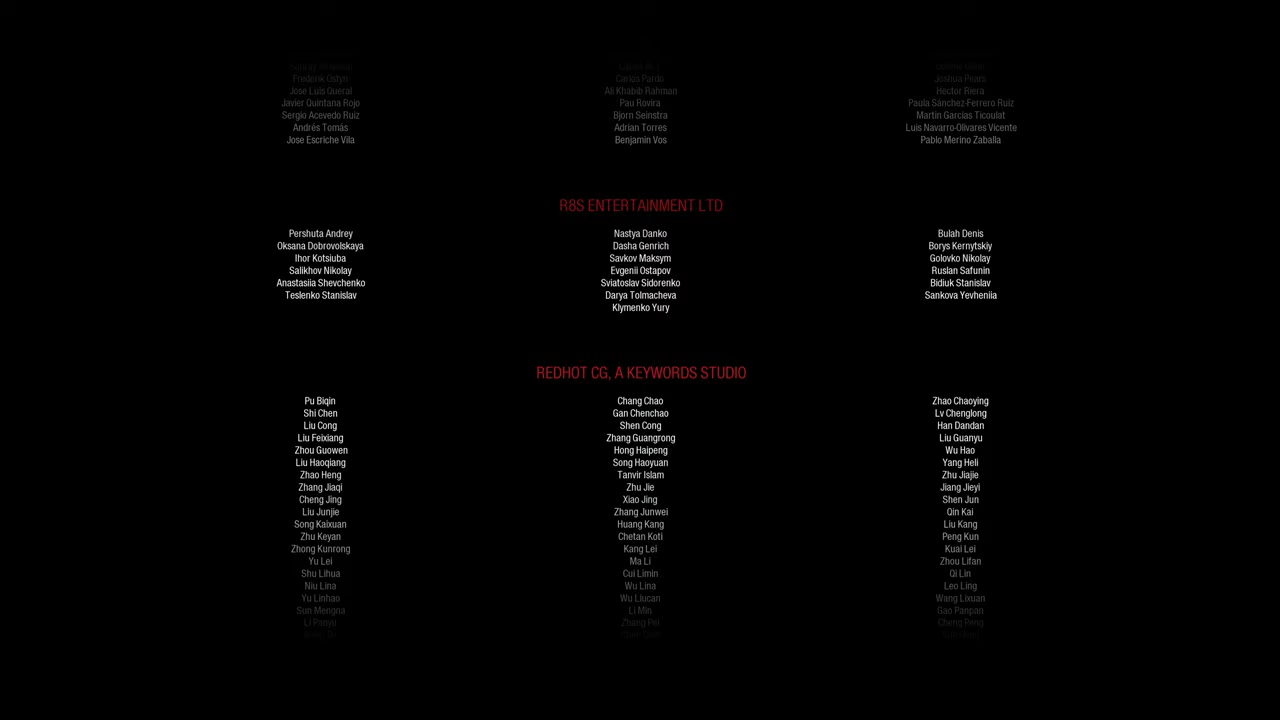 Frederik Ostyn Carlas Pardo Joshua Pears
Jose Luis Queral Ali Khabib Rahman Hector Riera
Javier Quintana Rojo Pau Rovira Paula Sánchez-Ferrero Ruiz
Sergio Acevedo Ruiz Bjorn Seinstra Martín Garcías Ticoulat
Andrés Tomás Adrian Torres Luis Navarro-Olivares Vicente
Jose Escriche Vila Benjamin Vos Pablo Merino Zaballa
R8S ENTERTAINMENT LTD
Pershuta Andrey Nastya Danko Bulah Denis
Oksana Dobrovolskaya Dasha Genrich Borys Kernytskiy
Ihor Kotsiuba Savkov Maksym Golovko Nikolay
Salikhov Nikolay Evgenii Ostapov Ruslan Safunin
Anastasiia Shevchenko Sviatoslav Sidorenko Bidiuk Stanislav
Teslenko Stanislav Darya Tolmacheva Sankova Yevheniia
Klymenko Yury
REDHOT CG, A KEYWORDS STUDIO
Pu Biqin Chang Chao Zhao Chaoying
Shi Chen Gan Chenchao Lv Chenglong
Liu Cong Shen Cong Han Dandan
Liu Feixiang Zhang Guangrong Liu Guanyu
Zhou Guowen Hong Haipeng Wu Hao
Liu Haoqiang Song Haoyuan Yang Heli
Zhao Heng Tanvir Islam Zhu Jiajie
Zhang Jiaqi Zhu Jie Jiang Jieyi
Cheng Jing Xiao Jing Shen Jun
Liu Junjie Zhang Junwei Qin Kai
Song Kaixuan Huang Kang Liu Kang
Zhu Keyan Chetan Koti Peng Kun
Zhong Kunrong Kang Lei Kuai Lei
Yu Lei Ma Li Zhou Lifan
Shu Lihua Cui Limin Qi Lin
Niu Lina Wu Lina Leo Ling
Yu Linhao Wu Liucan Wang Lixuan
Sun Mengna Li Min Gao Panpan
Li Panyu Zhang Pei Cheng Peng